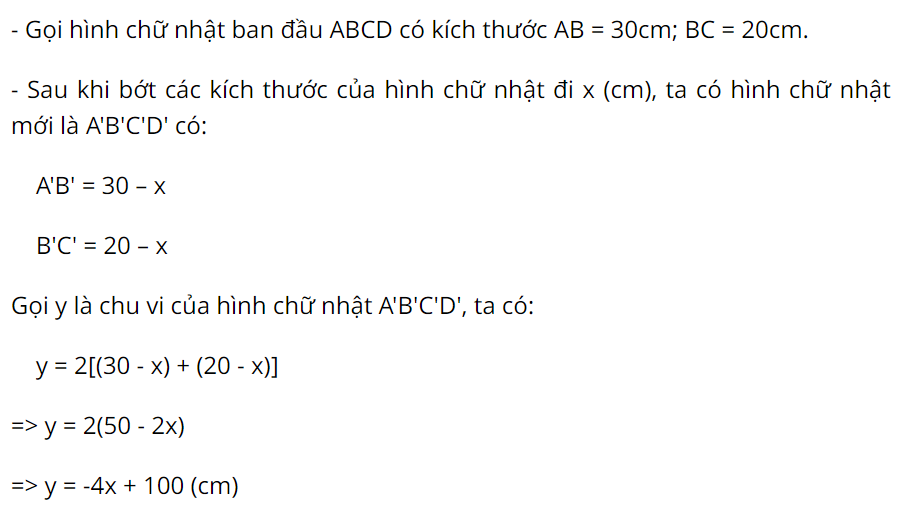 - Gọi hình chữ nhật ban đầu ABCD có kích thước AB = 30cm; BC = 20cm.
- Sau khi bớt các kích thước của hình chữ nhật đi x (cm), ta có hình chữ nhật
mới là A'B'C'D' có:
A'B' = 30 – x
B'C' = 20 – x
Gọi y là chu vi của hình chữ nhật A'B'C'D', ta có:
y = 2[(30 - x) + (20 - x)]
=> y = 2(50 - 2x)
=> y = -4x + 100 (cm)